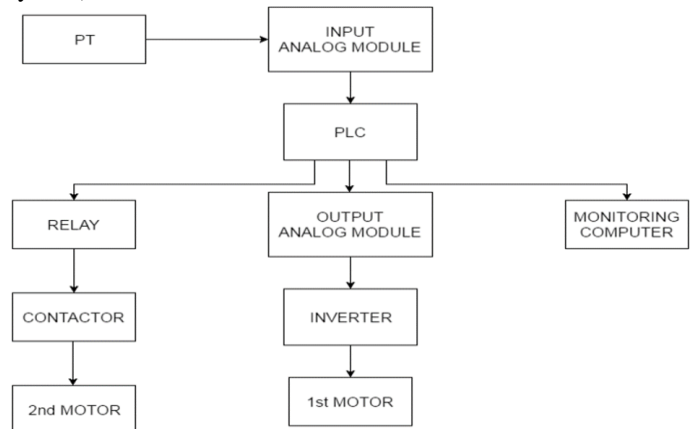 PT
INPUT
ANALOG MODULE
PLC
RELAY
OUTPUT
ANALOG MODULE
MONITORING
COMPUTER
CONTACTOR
INVERTER
2nd MOTOR
1st MOTOR